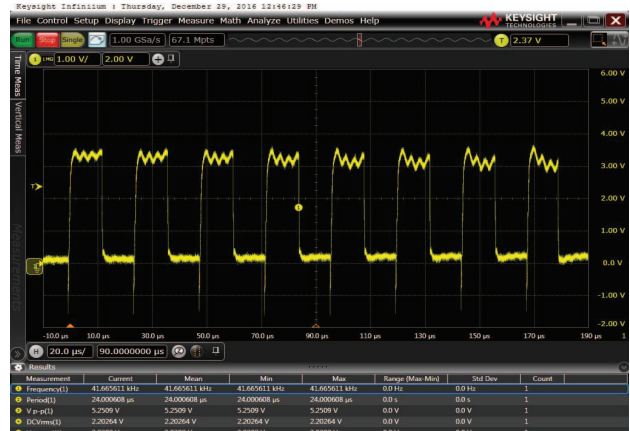 Keysight Infiniium : Thursday, December 29, 2016 12:46:29 PM
File Control Setup Display Trigger Measure Math Analyze Utilities Demos Help KEYSIGHT TECHNOLOGIES
Run Stop Single 1.00 GSa/s 67.1 Mpts T 2.37 V
1 1MΩ 1.00 V/ 2.00 V
Time Meas
Vertical Meas
Measurements
6.00 V
5.00 V
4.00 V
3.00 V
T
2.00 V
1
1.00 V
0.0 V
-1.00 V
-2.00 V
-10.0 µs 10.0 µs 30.0 µs 50.0 µs 70.0 µs 90.0 µs 110 µs 130 µs 150 µs 170 µs 190 µs 1
H 20.0 µs/ 90.0000000 µs
Results
Measurement Current Mean Min Max Range (Max-Min) Std Dev Count
Frequency(1) 41.665611 kHz 41.665611 kHz 41.665611 kHz 41.665611 kHz 0.0 Hz 0.0 Hz 1
Period(1) 24.000608 µs 24.000608 µs 24.000608 µs 24.000608 µs 0.0 s 0.0 s 1
V p-p(1) 5.2509 V 5.2509 V 5.2509 V 5.2509 V 0.0 V 0.0 V 1
DCVrms(1) 2.20264 V 2.20264 V 2.20264 V 2.20264 V 0.0 V 0.0 V 1